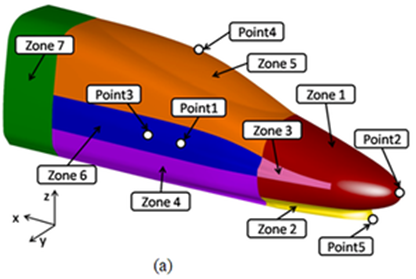 Point4
Zone 7
Zone 5
Point3
Point1
Zone 1
Zone 3
Point2
Zone 6
Zone 4
Zone 2
Point5
z
x
y
(a)